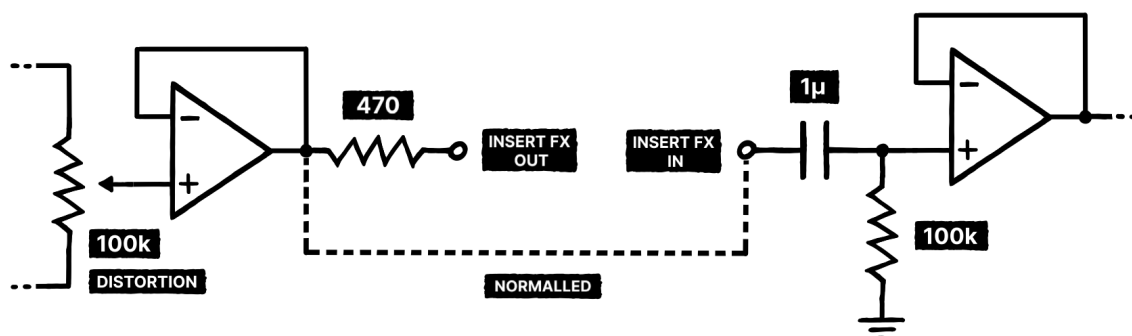 470
INSERT FX
OUT
INSERT FX
IN
1µ
100k
DISTORTION
100k
NORMALLED